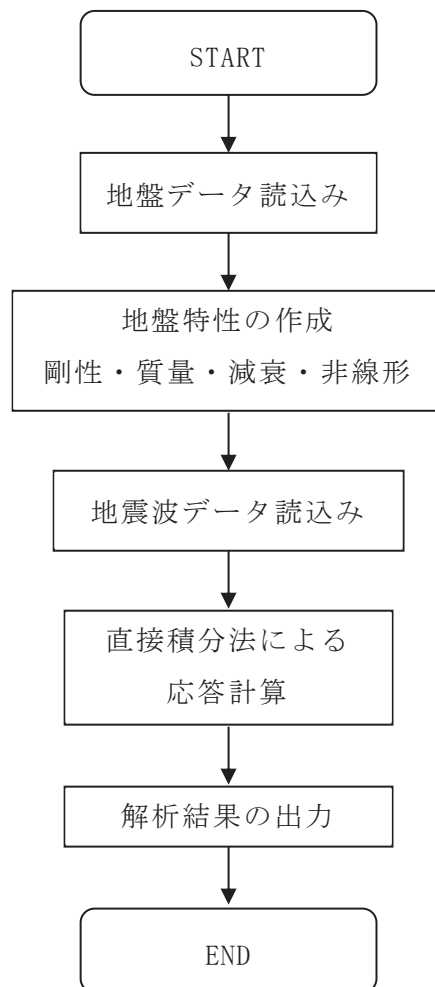 START
地盤データ読込み
地盤特性の作成
剛性・質量・減衰・非線形
地震波データ読込み
直接積分法による
応答計算
解析結果の出力
END